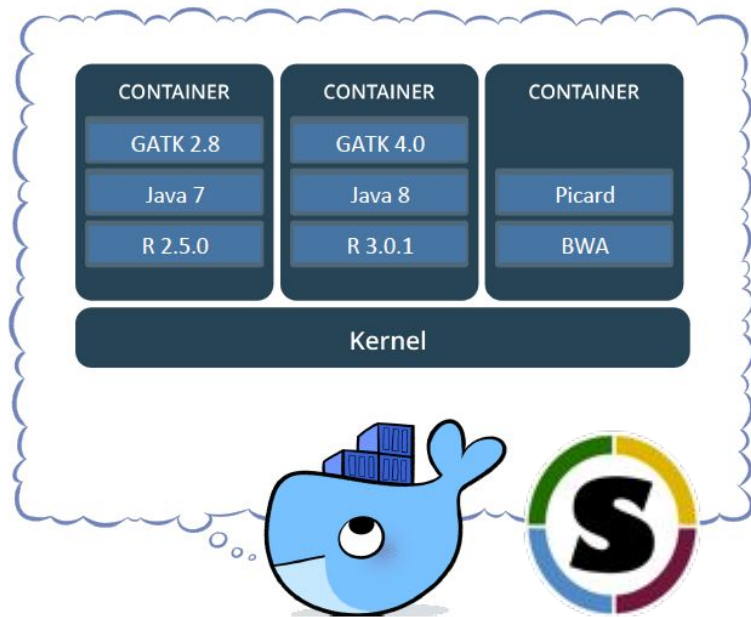 CONTAINER
GATK 2.8
Java 7
R 2.5.0
CONTAINER
GATK 4.0
Java 8
R 3.0.1
CONTAINER
Picard
BWA
Kernel
S